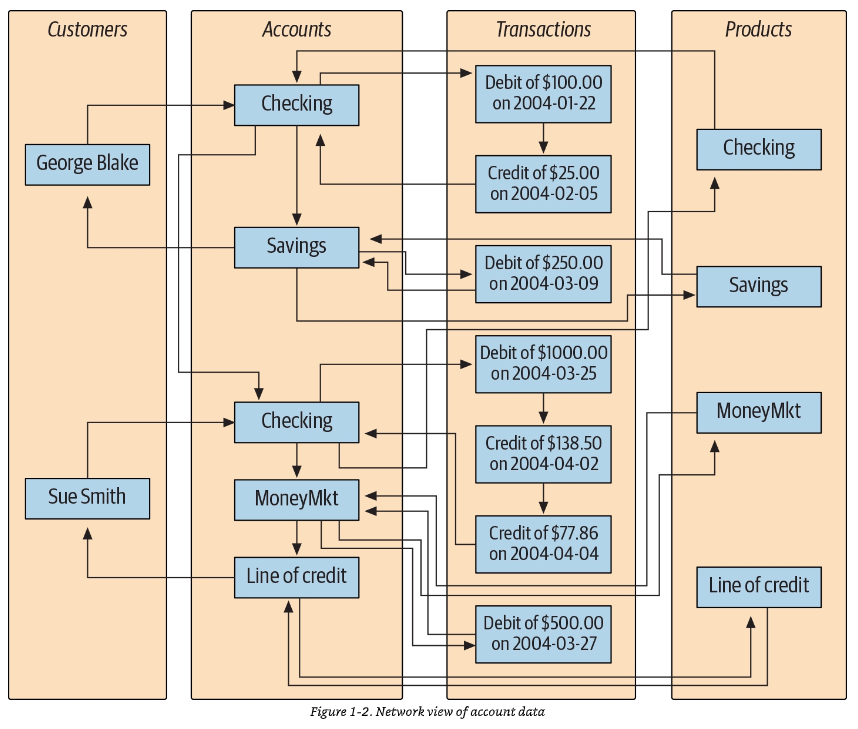 Customers
Accounts
Transactions
Products
George Blake
Sue Smith
Checking
Savings
Checking
MoneyMkt
Line of credit
Debit of $100.00
on 2004-01-22
Credit of $25.00
on 2004-02-05
Debit of $250.00
on 2004-03-09
Debit of $1000.00
on 2004-03-25
Credit of $138.50
on 2004-04-02
Credit of $77.86
on 2004-04-04
Debit of $500.00
on 2004-03-27
Checking
Savings
MoneyMkt
Line of credit
Figure 1-2. Network view of account data